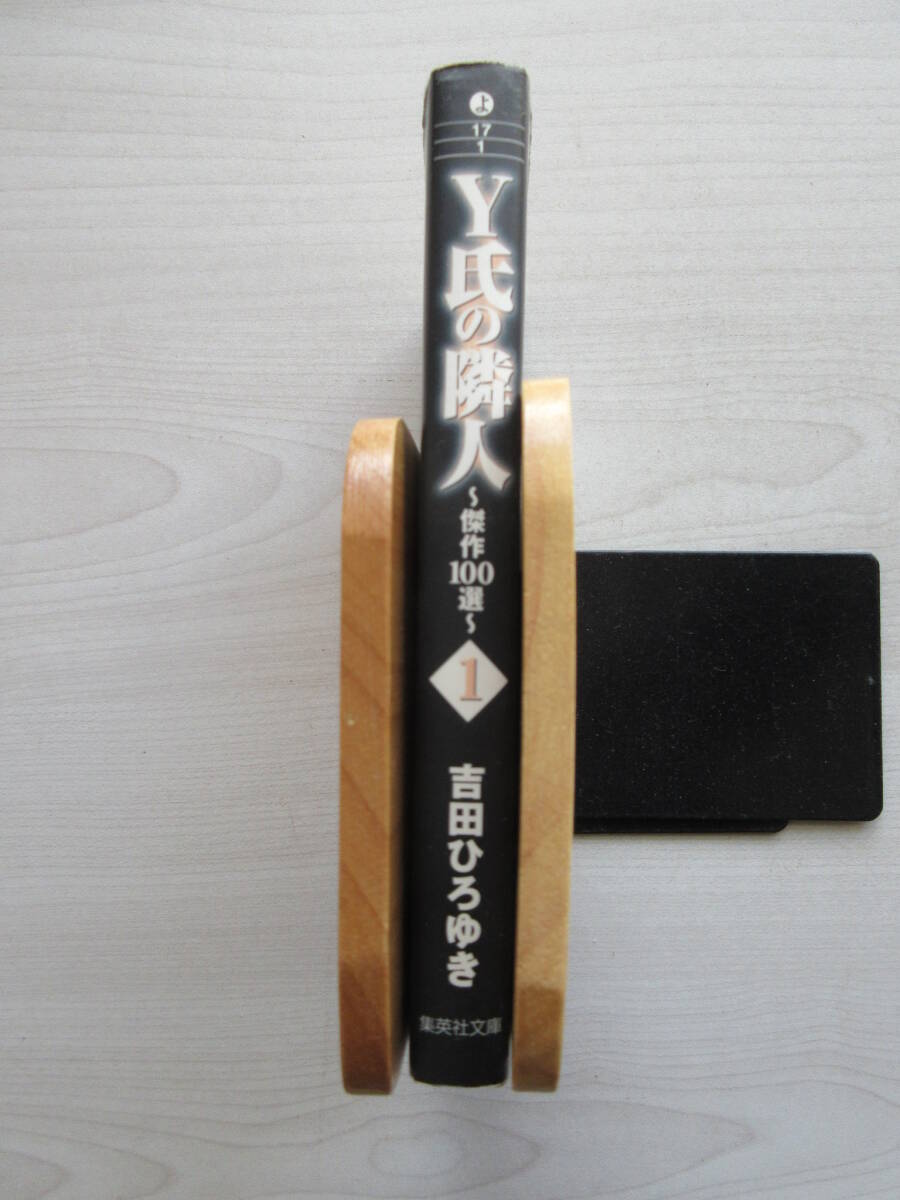 よ
17
1
Y氏の隣人
~傑作100選~
1
吉田ひろゆき
集英社文庫